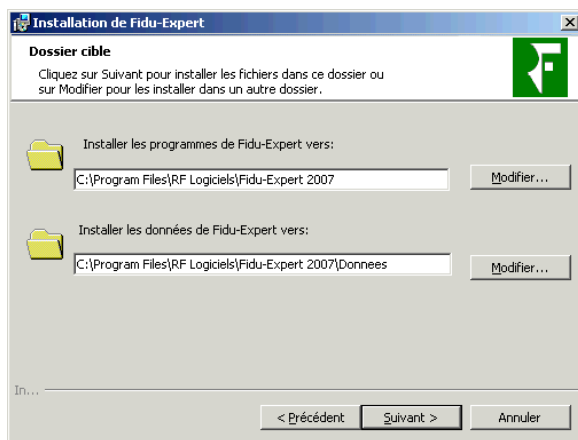 Installation de Fidu-Expert
Dossier cible
Cliquez sur Suivant pour installer les fichiers dans ce dossier ou
sur Modifier pour les installer dans un autre dossier.
Installer les programmes de Fidu-Expert vers:
C:\Program Files\RF Logiciels\Fidu-Expert 2007
Modifier...
Installer les données de Fidu-Expert vers:
C:\Program Files\RF Logiciels\Fidu-Expert 2007\Donnees
Modifier...
In...
< Précédent
Suivant >
Annuler